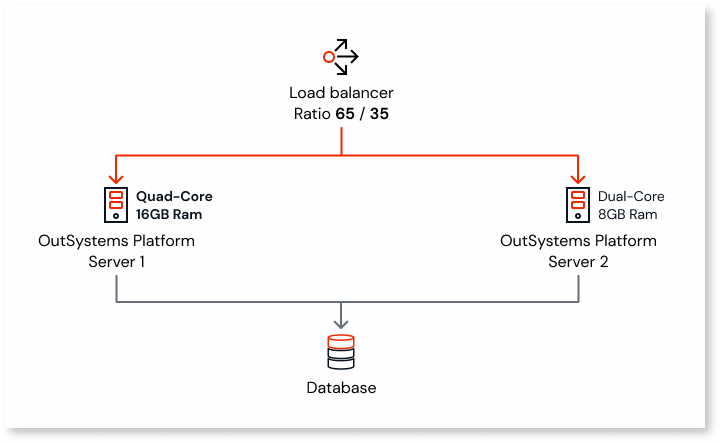 Load balancer
Ratio 65 / 35
Quad-Core
16GB Ram
OutSystems Platform
Server 1
Dual-Core
8GB Ram
OutSystems Platform
Server 2
Database